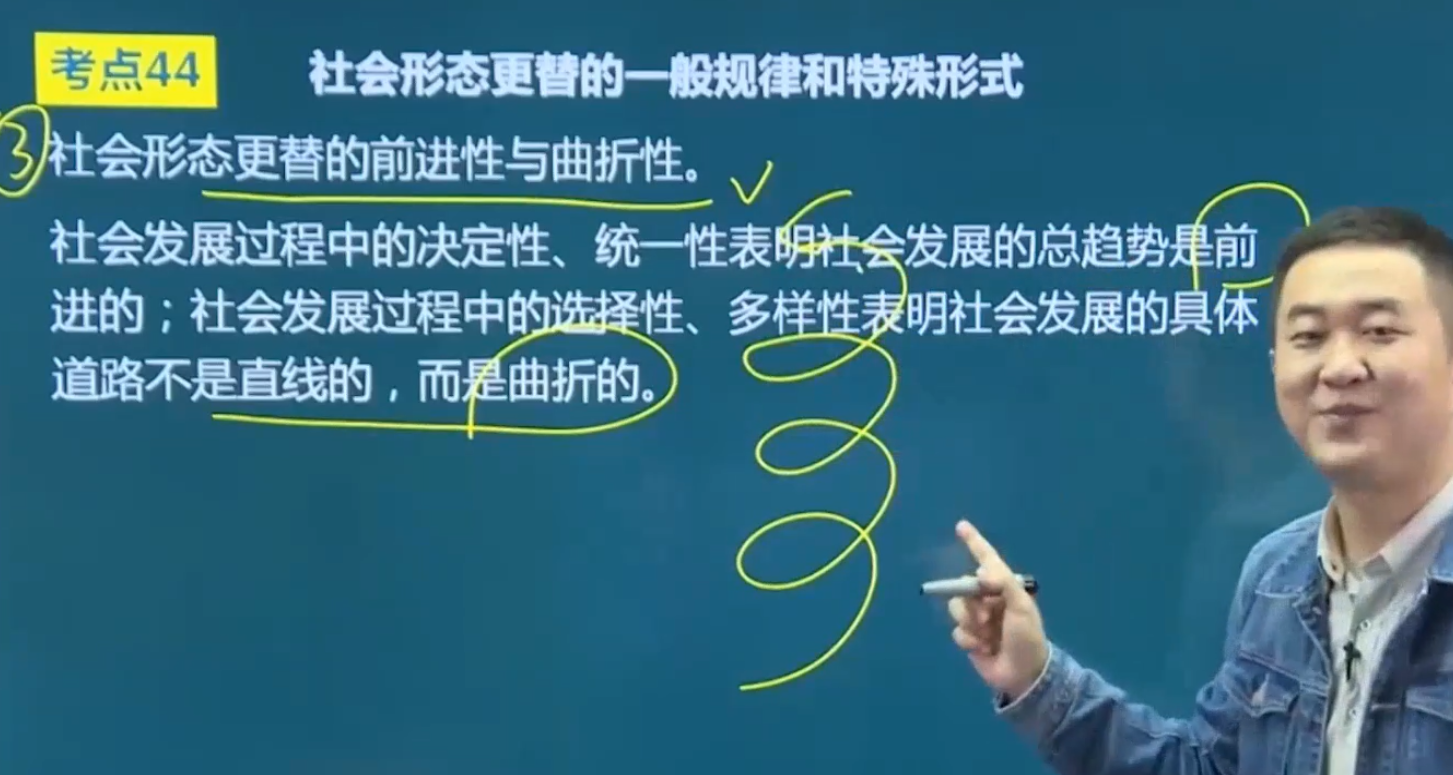 考点44
社会形态更替的一般规律和特殊形式
③社会形态更替的前进性与曲折性。
社会发展过程中的决定性、统一性表明社会发展的总趋势是前
进的；社会发展过程中的选择性、多样性表明社会发展的具体
道路不是直线的，而是曲折的。